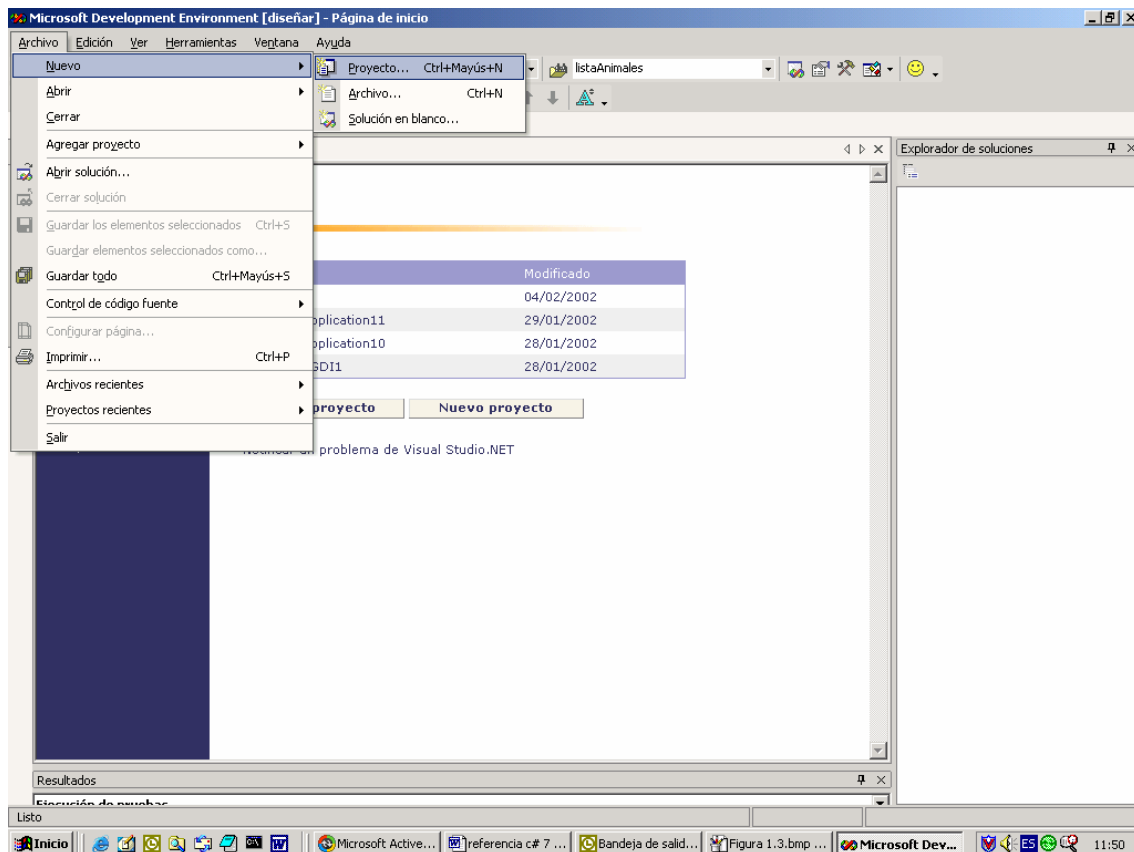 Microsoft Development Environment [diseñar] - Página de inicio
Archivo Edición Ver Herramientas Ventana Ayuda
Nuevo
Proyecto... Ctrl+Mayús+N
listaAnimales
Abrir
Archivo... Ctrl+N
Cerrar
Solución en blanco...
Agregar proyecto
Explorador de soluciones
Abrir solución...
Cerrar solución
Guardar los elementos seleccionados Ctrl+S
Guardar elementos seleccionados como...
Guardar todo Ctrl+Mayús+S
Modificado
04/02/2002
Control de código fuente
pplication11 29/01/2002
Configurar página...
pplication10 28/01/2002
Imprimir... Ctrl+P
GDI1 28/01/2002
Archivos recientes
Proyectos recientes
proyecto Nuevo proyecto
Salir
problema de Visual Studio.NET
Resultados
Ejecución de pruebas
Listo
Inicio Microsoft Active... referencia c# 7 ... Bandeja de salid... Figura 1.3.bmp ... Microsoft Dev... ES 11:50